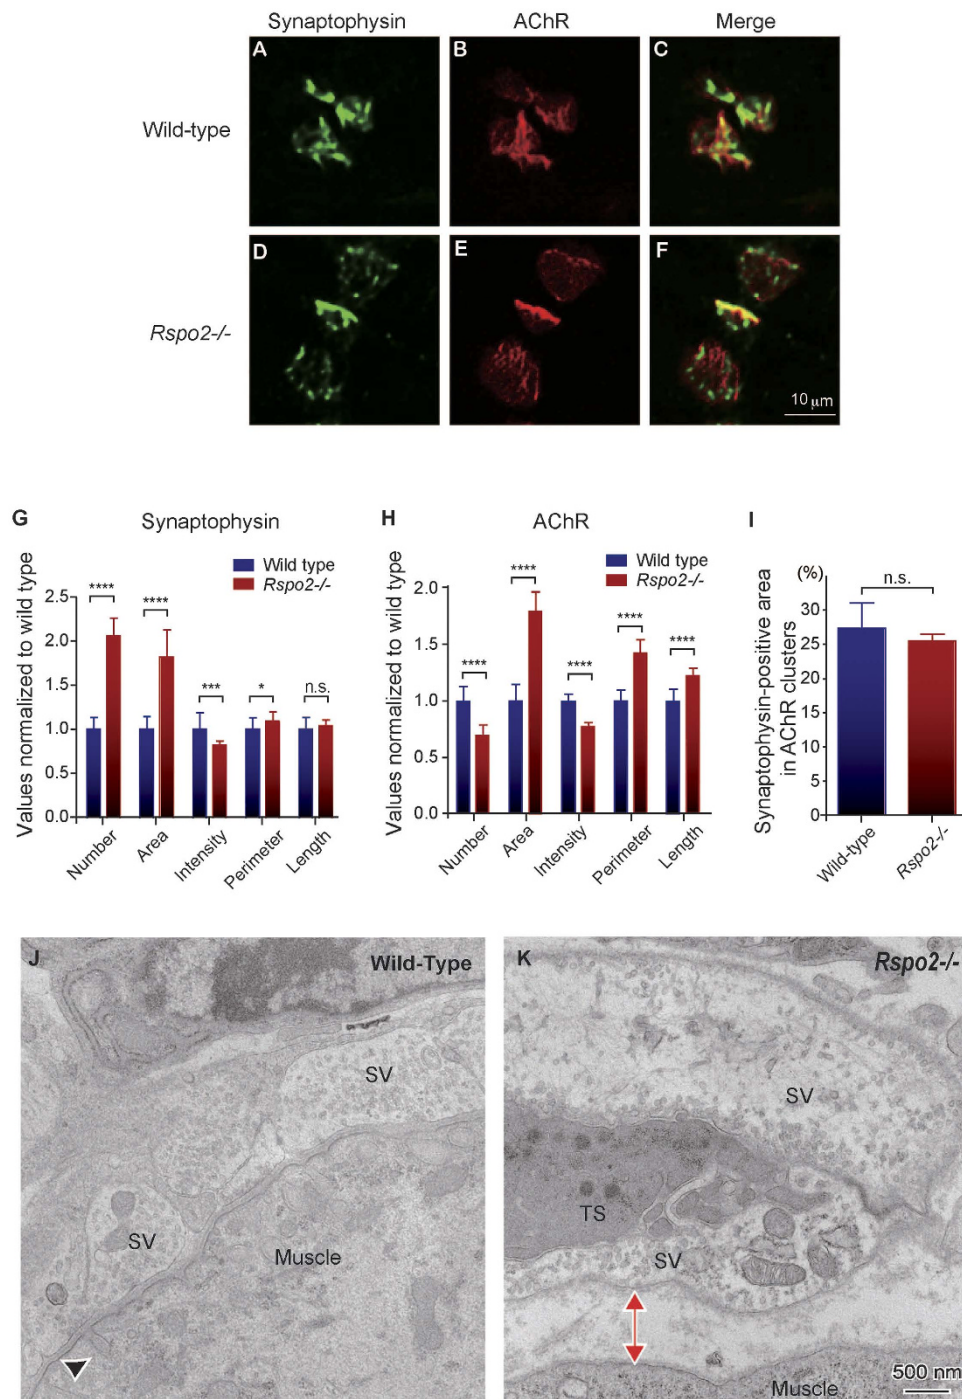 Synaptophysin AChR Merge
A B C
Wild-type
D E F
Rspo2-/-
10 µm
G Synaptophysin
Wild type
Rspo2-/-
Values normalized to wild type
2.5
2.0
1.5
1.0
0.5
0.0
**** **** *** * n.s.
Number Area Intensity Perimeter Length
H AChR
Wild type
Rspo2-/-
Values normalized to wild type
2.0
1.5
1.0
0.5
0.0
**** **** **** **** ****
Number Area Intensity Perimeter Length
I
(%)
n.s.
Synaptophysin-positive area
in AChR clusters
30
25
20
15
10
5
0
Wild-type Rspo2-/-
J Wild-Type
SV
SV
Muscle
K Rspo2-/-
SV
TS
SV
500 nm
Muscle